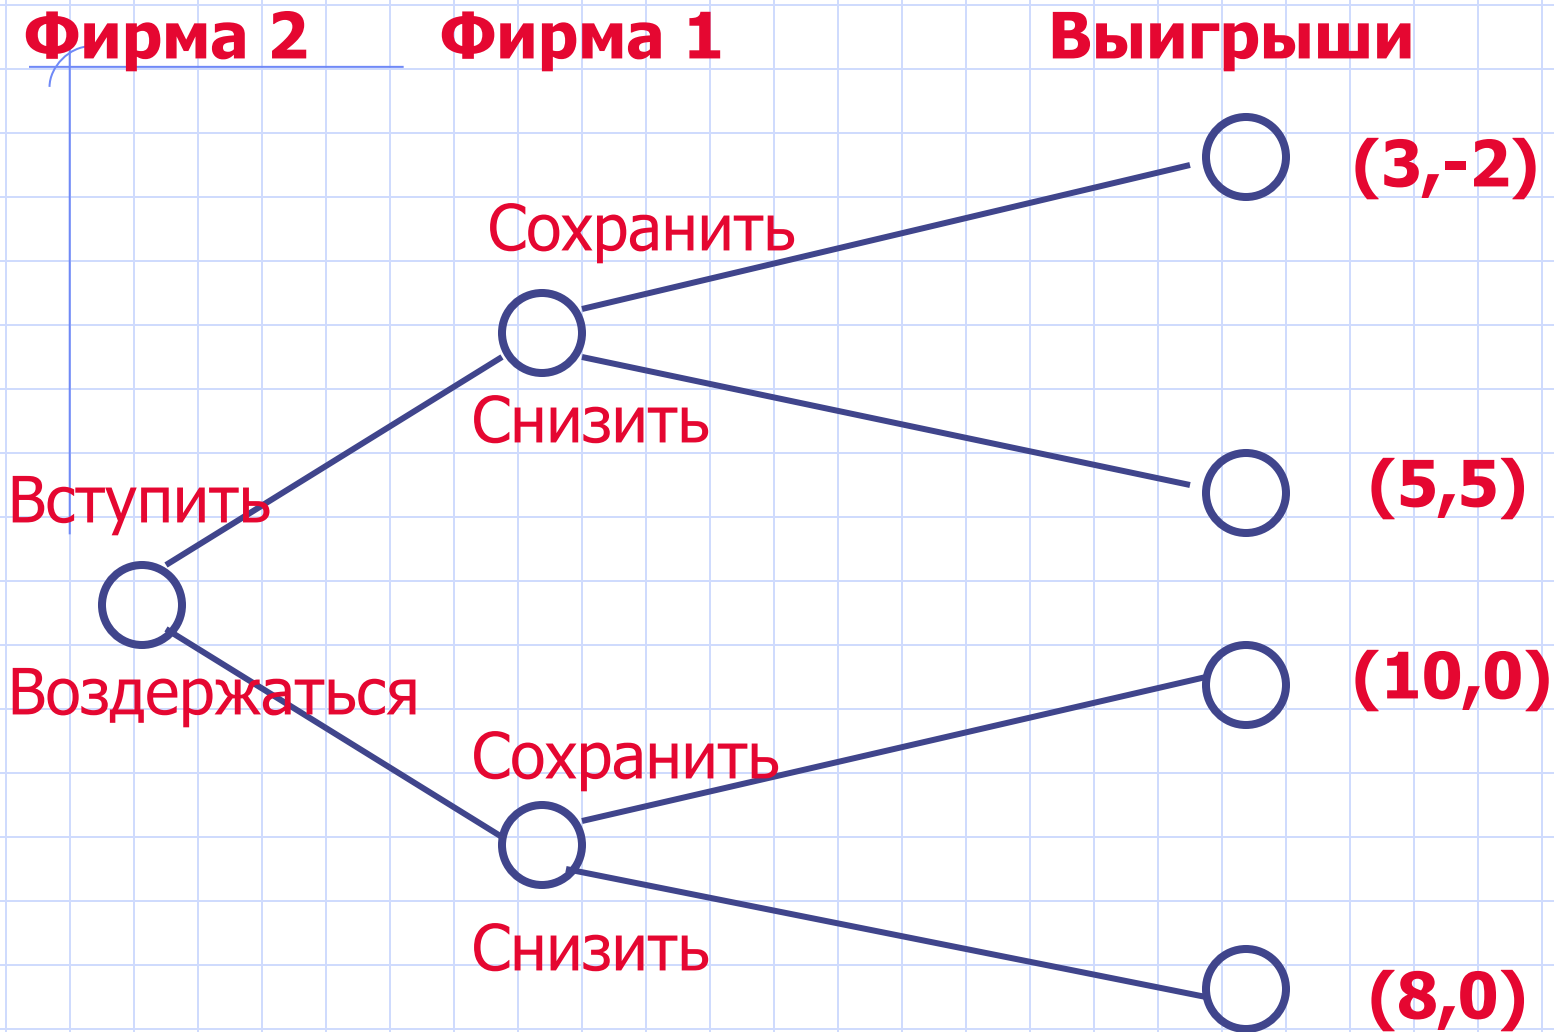 Фирма 2 Фирма 1 Выигрыши
(3,-2)
Сохранить
Снизить
Вступить
(5,5)
Воздержаться
(10,0)
Сохранить
Снизить
(8,0)